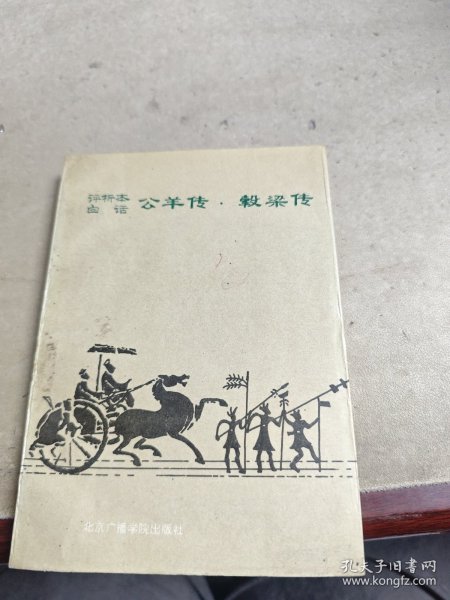 评析本
白话
公羊传·穀梁传
北京广播学院出版社
孔夫子旧书网
www.kongfz.com